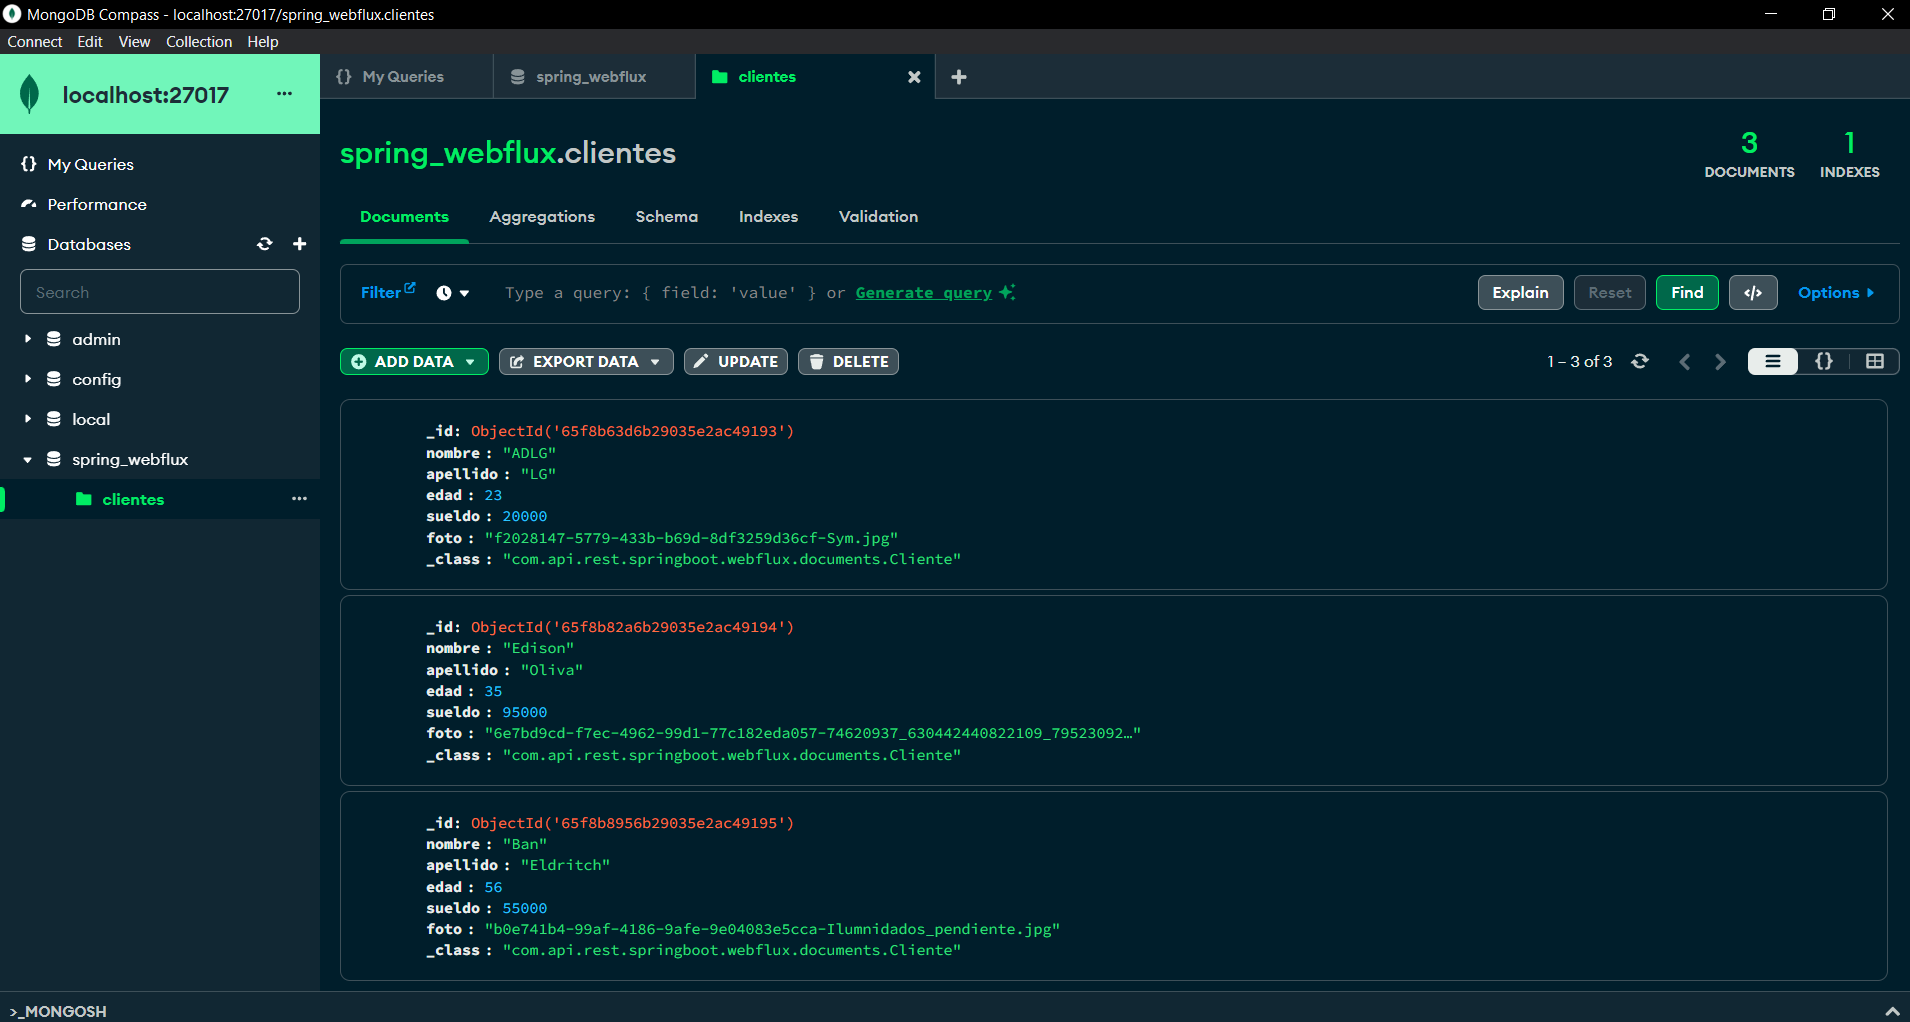 MongoDB Compass - localhost:27017/spring_webflux.clientes
Connect Edit View Collection Help
localhost:27017 ...
{} My Queries
Performance
Databases
Search
admin
config
local
spring_webflux
clientes ...
{} My Queries spring_webflux clientes
spring_webflux.clientes
3 DOCUMENTS
1 INDEXES
Documents Aggregations Schema Indexes Validation
Filter Type a query: { field: 'value' } or Generate query Explain Reset Find </> Options
ADD DATA EXPORT DATA UPDATE DELETE 1 – 3 of 3 {}
_id: ObjectId('65f8b63d6b29035e2ac49193')
nombre : "ADLG"
apellido : "LG"
edad : 23
sueldo : 20000
foto : "f2028147-5779-433b-b69d-8df3259d36cf-Sym.jpg"
_class : "com.api.rest.springboot.webflux.documents.Cliente"
_id: ObjectId('65f8b82a6b29035e2ac49194')
nombre : "Edison"
apellido : "Oliva"
edad : 35
sueldo : 95000
foto : "6e7bd9cd-f7ec-4962-99d1-77c182eda057-74620937_630442440822109_79523092…"
_class : "com.api.rest.springboot.webflux.documents.Cliente"
_id: ObjectId('65f8b8956b29035e2ac49195')
nombre : "Ban"
apellido : "Eldritch"
edad : 56
sueldo : 55000
foto : "b0e741b4-99af-4186-9afe-9e04083e5cca-Ilumnidados_pendiente.jpg"
_class : "com.api.rest.springboot.webflux.documents.Cliente"
>_MONGOSH